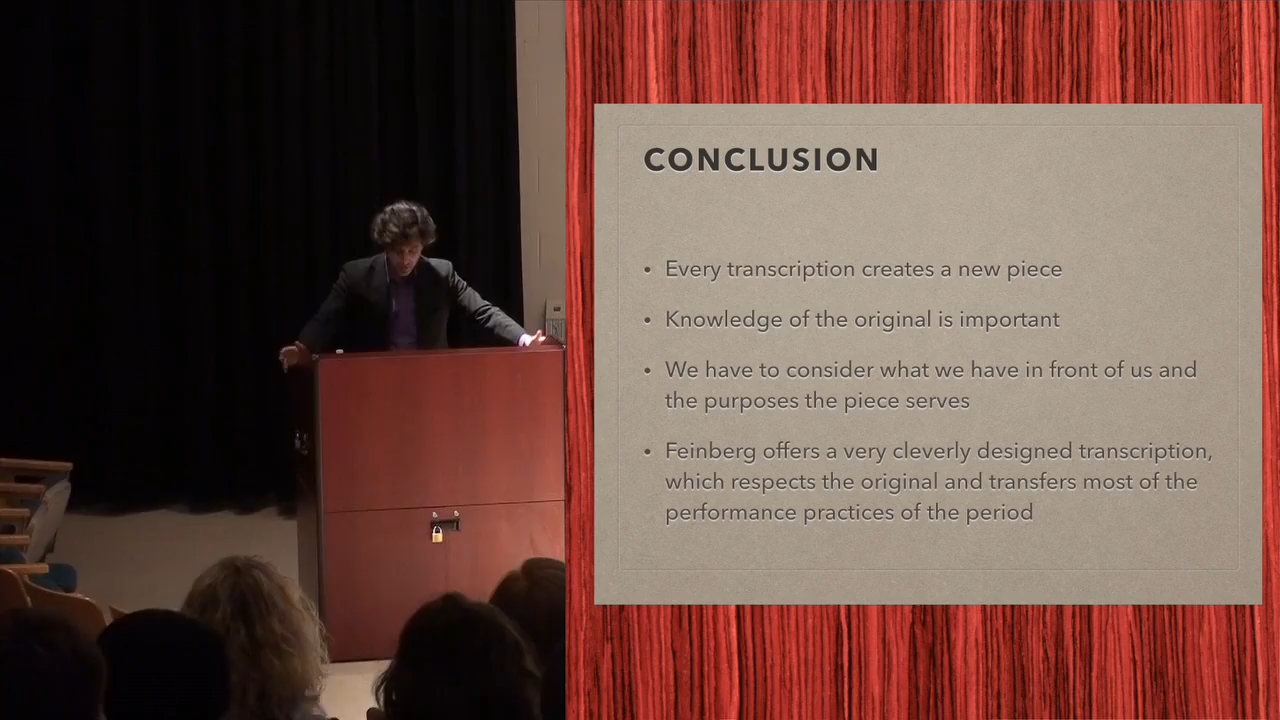 CONCLUSION
• Every transcription creates a new piece
• Knowledge of the original is important
• We have to consider what we have in front of us and
the purposes the piece serves
• Feinberg offers a very cleverly designed transcription,
which respects the original and transfers most of the
performance practices of the period